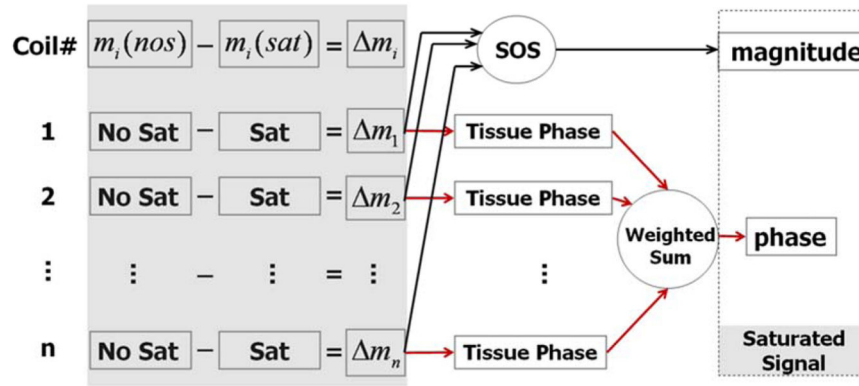 Coil# m_i(nos) − m_i(sat) = Δm_i SOS magnitude
1 No Sat − Sat = Δm_1 Tissue Phase
2 No Sat − Sat = Δm_2 Tissue Phase
Weighted
Sum
phase
⋮ ⋮ − ⋮ = ⋮ ⋮
n No Sat − Sat = Δm_n Tissue Phase
Saturated
Signal